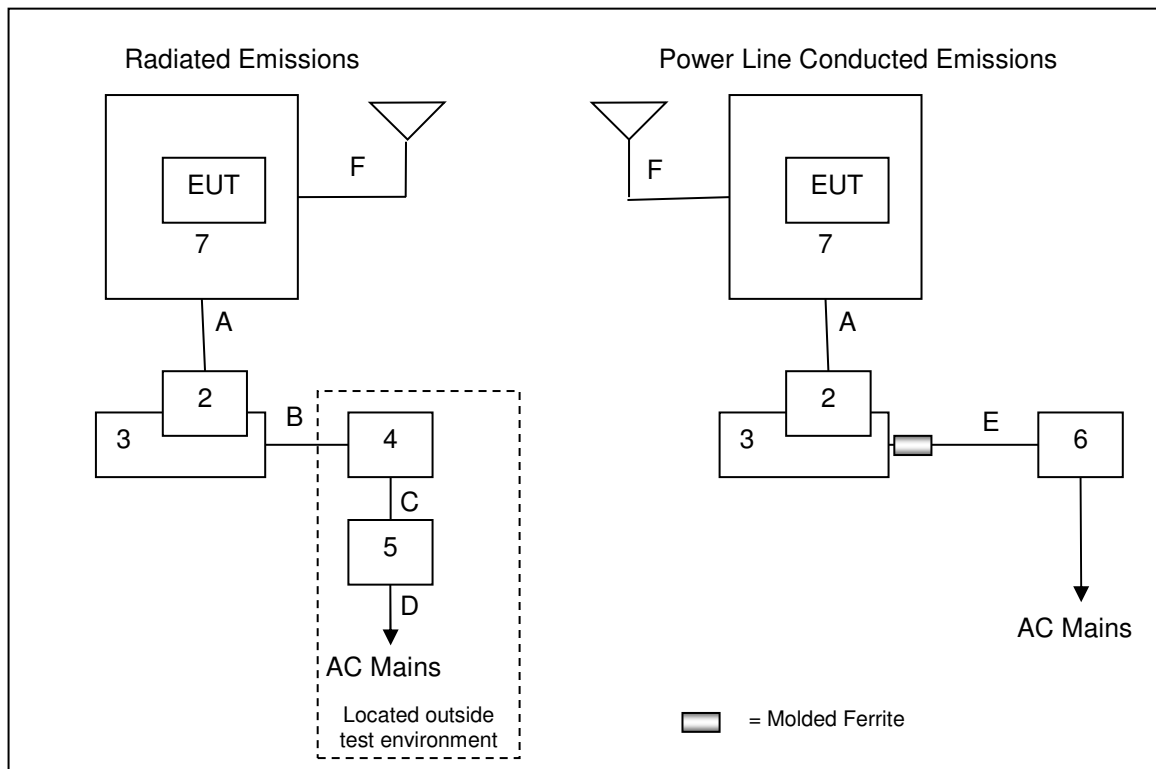 Radiated Emissions
F
EUT
7
A
2
3
B
4
C
5
D
AC Mains
Located outside
test environment
Power Line Conducted Emissions
F
EUT
7
A
2
3
E
6
AC Mains
= Molded Ferrite